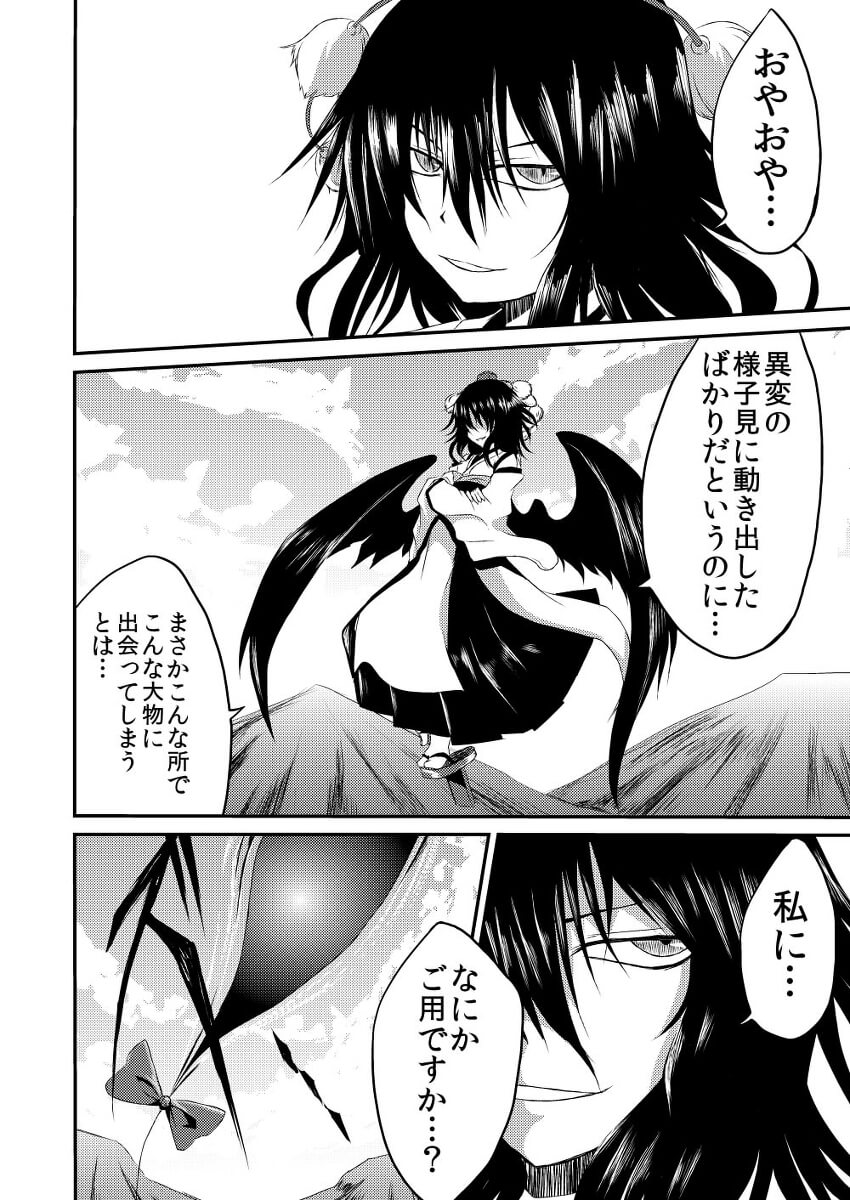 おやおや…
異変の
様子見に動き出した
ばかりだというのに…
まさかこんな所で
こんな大物に
出会ってしまう
とは…
私に…
なにか
ご用ですか…？